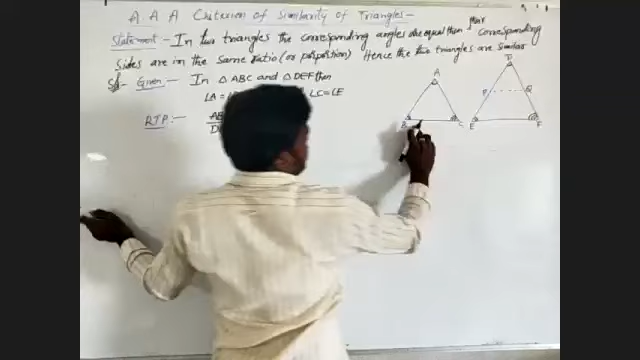 A A A Criterion of Similarity of Triangles -
Statement - In two triangles the corresponding angles are equal then their corresponding
sides are in the same ratio (or proportion) Hence the two triangles are similar
Sol Given - In △ ABC and △ DEF then
∠A = ∠C = ∠E
RTP:- AB
D
A
B C
D
P Q
E F